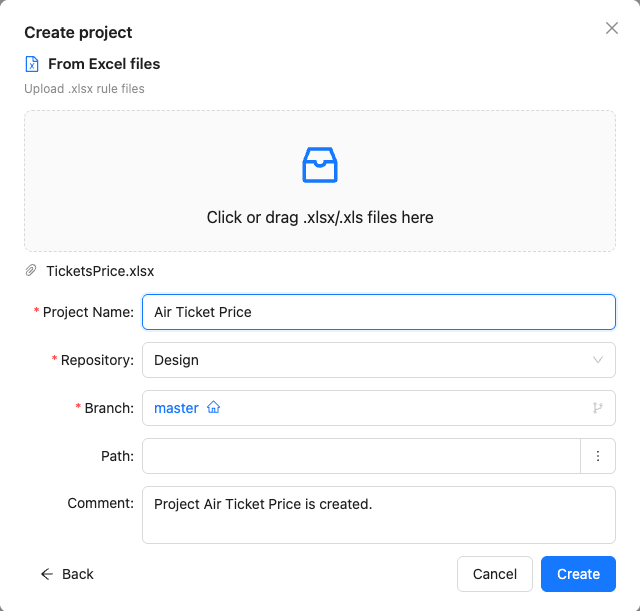 Create project
From Excel files
Upload .xlsx rule files
Click or drag .xlsx/.xls files here
TicketsPrice.xlsx
* Project Name: Air Ticket Price
* Repository: Design
* Branch: master
Path:
Comment: Project Air Ticket Price is created.
Back Cancel Create